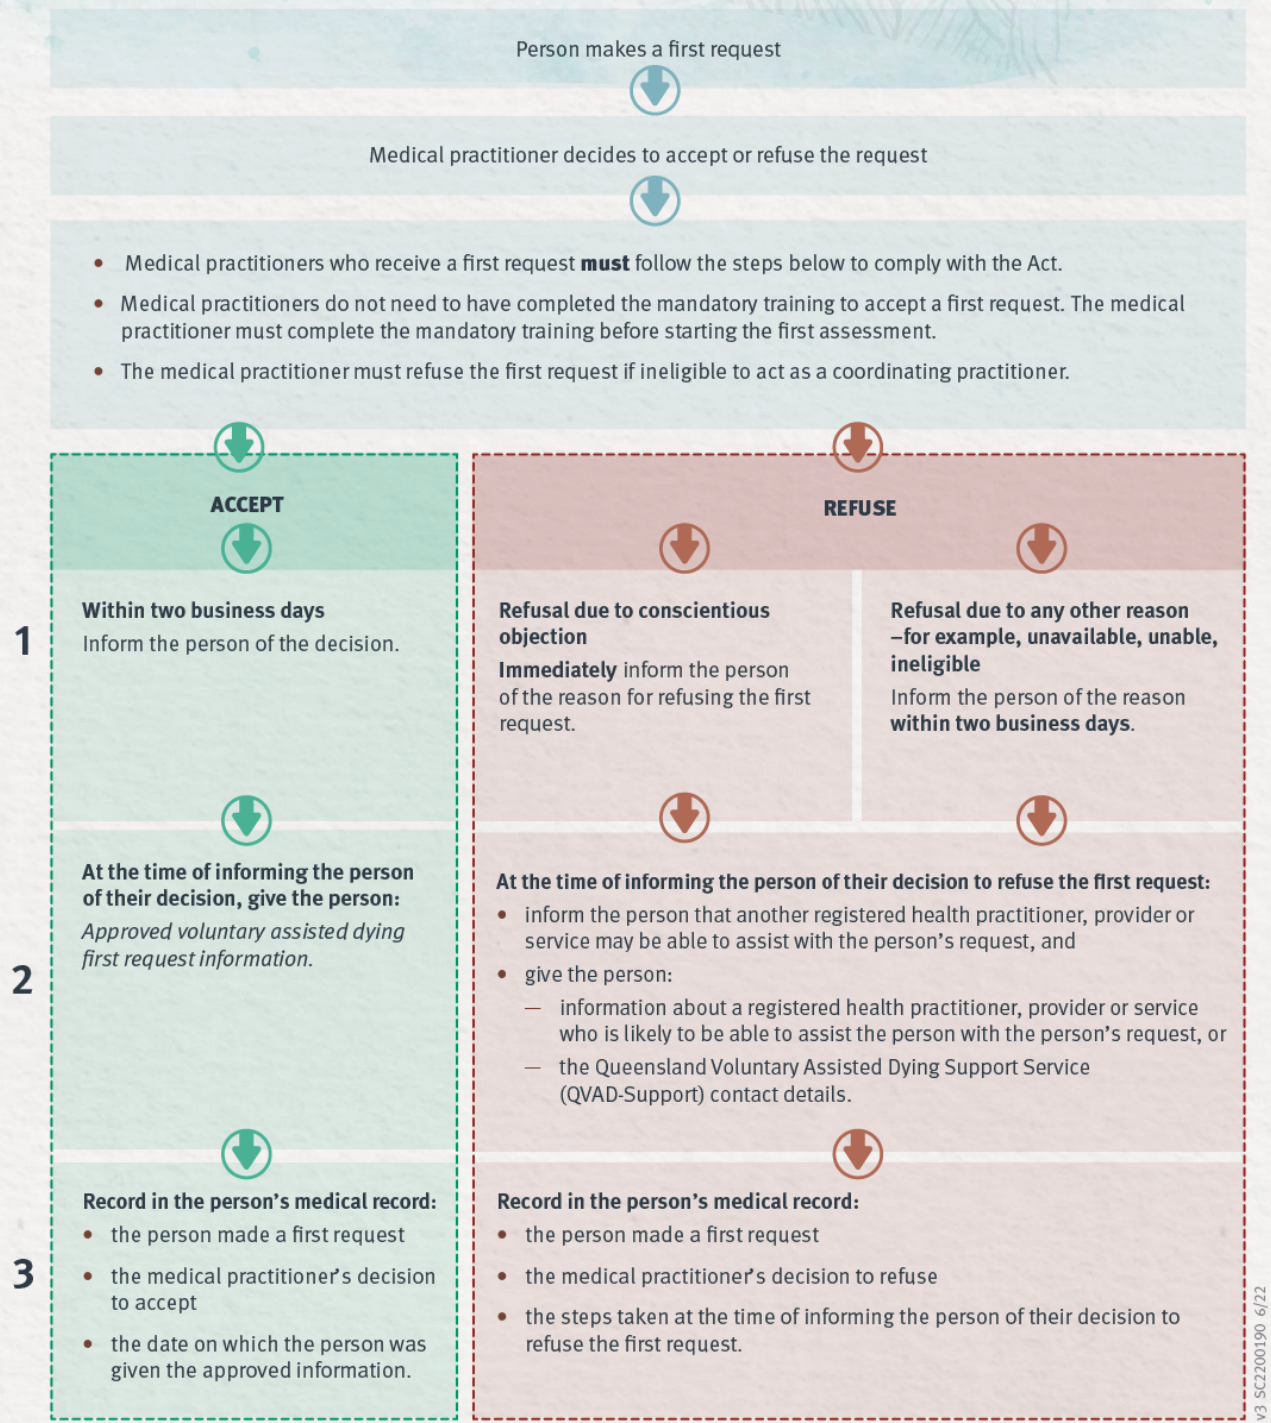 Person makes a first request
Medical practitioner decides to accept or refuse the request
• Medical practitioners who receive a first request must follow the steps below to comply with the Act.
• Medical practitioners do not need to have completed the mandatory training to accept a first request. The medical
practitioner must complete the mandatory training before starting the first assessment.
• The medical practitioner must refuse the first request if ineligible to act as a coordinating practitioner.
ACCEPT
REFUSE
1
Within two business days
Inform the person of the decision.
Refusal due to conscientious
objection
Immediately inform the person
of the reason for refusing the first
request.
Refusal due to any other reason
–for example, unavailable, unable,
ineligible
Inform the person of the reason
within two business days.
2
At the time of informing the person
of their decision, give the person:
Approved voluntary assisted dying
first request information.
At the time of informing the person of their decision to refuse the first request:
• inform the person that another registered health practitioner, provider or
service may be able to assist with the person's request, and
• give the person:
— information about a registered health practitioner, provider or service
who is likely to be able to assist the person with the person's request, or
— the Queensland Voluntary Assisted Dying Support Service
(QVAD-Support) contact details.
3
Record in the person's medical record:
• the person made a first request
• the medical practitioner's decision
to accept
• the date on which the person was
given the approved information.
Record in the person's medical record:
• the person made a first request
• the medical practitioner's decision to refuse
• the steps taken at the time of informing the person of their decision to
refuse the first request.
v3 SC2200190 6/22